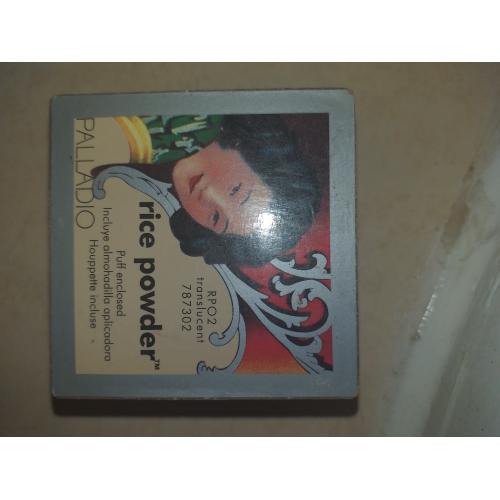 PALLADIO
RPO2
translucent
787302
rice powder™
Puff enclosed
Incluye almohadilla aplicadora
Houppette incluse